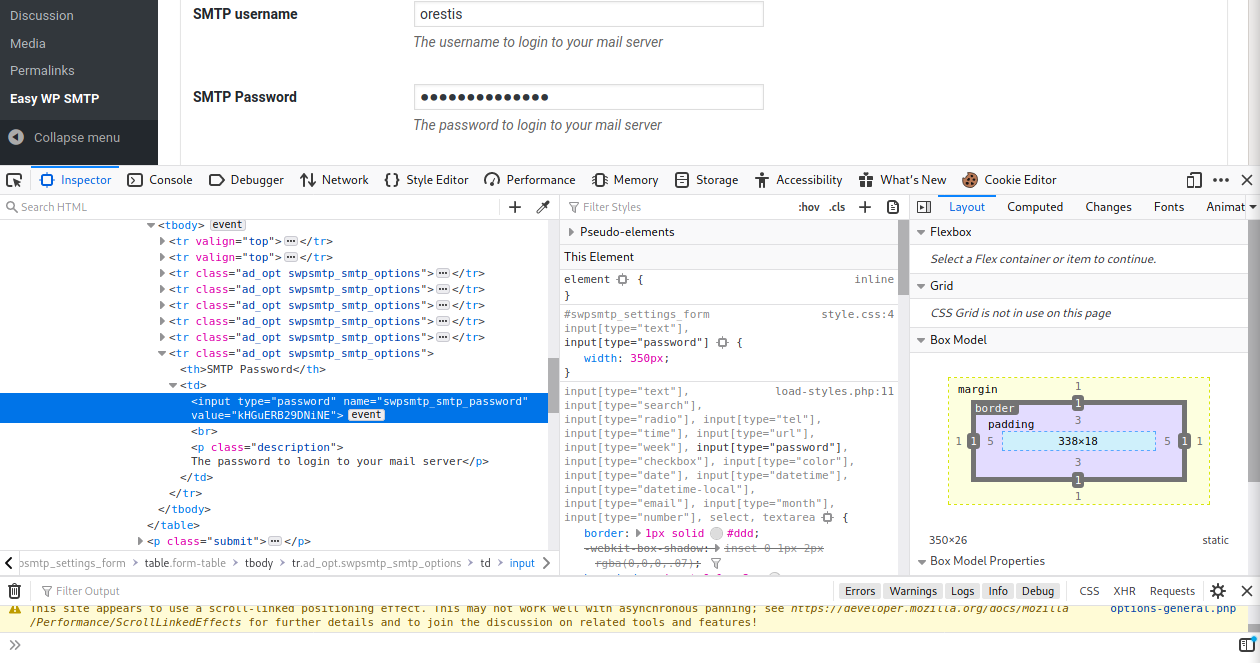 Discussion
Media
Permalinks
Easy WP SMTP
Collapse menu
SMTP username
orestis
The username to login to your mail server
SMTP Password
●●●●●●●●●●●●●●
The password to login to your mail server
Inspector Console Debugger Network Style Editor Performance Memory Storage Accessibility What's New Cookie Editor
Search HTML
<tbody> event
<tr valign="top"> </tr>
<tr valign="top"> </tr>
<tr class="ad_opt swpsmtp_smtp_options"> </tr>
<tr class="ad_opt swpsmtp_smtp_options"> </tr>
<tr class="ad_opt swpsmtp_smtp_options"> </tr>
<tr class="ad_opt swpsmtp_smtp_options"> </tr>
<tr class="ad_opt swpsmtp_smtp_options"> </tr>
<tr class="ad_opt swpsmtp_smtp_options">
<th>SMTP Password</th>
<td>
<input type="password" name="swpsmtp_smtp_password"
value="kHGuERB29DNiNE"> event
<br>
<p class="description">
The password to login to your mail server</p>
</td>
</tr>
</tbody>
</table>
<p class="submit"> </p>
psmtp_settings_form > table.form-table > tbody > tr.ad_opt.swpsmtp_smtp_options > td > input
Filter Styles :hov .cls +
Pseudo-elements
This Element
element { inline
}
#swpsmtp_settings_form style.css:4
input[type="text"],
input[type="password"] {
width: 350px;
}
input[type="text"], load-styles.php:11
input[type="search"],
input[type="radio"], input[type="tel"],
input[type="time"], input[type="url"],
input[type="week"], input[type="password"],
input[type="checkbox"], input[type="color"],
input[type="date"], input[type="datetime"],
input[type="datetime-local"],
input[type="email"], input[type="month"],
input[type="number"], select, textarea {
border: 1px solid #ddd;
-webkit-box-shadow: inset 0 1px 2px
rgba(0,0,0,.07);
Layout Computed Changes Fonts Animat
Flexbox
Select a Flex container or item to continue.
Grid
CSS Grid is not in use on this page
Box Model
margin 1
border 1
padding 3
1 1 5 338×18 5 1 1
3
1
1
350×26 static
Box Model Properties
Filter Output Errors Warnings Logs Info Debug CSS XHR Requests
This site appears to use a scroll-linked positioning effect. This may not work well with asynchronous panning; see https://developer.mozilla.org/docs/Mozilla options-general.php
/Performance/ScrollLinkedEffects for further details and to join the discussion on related tools and features!